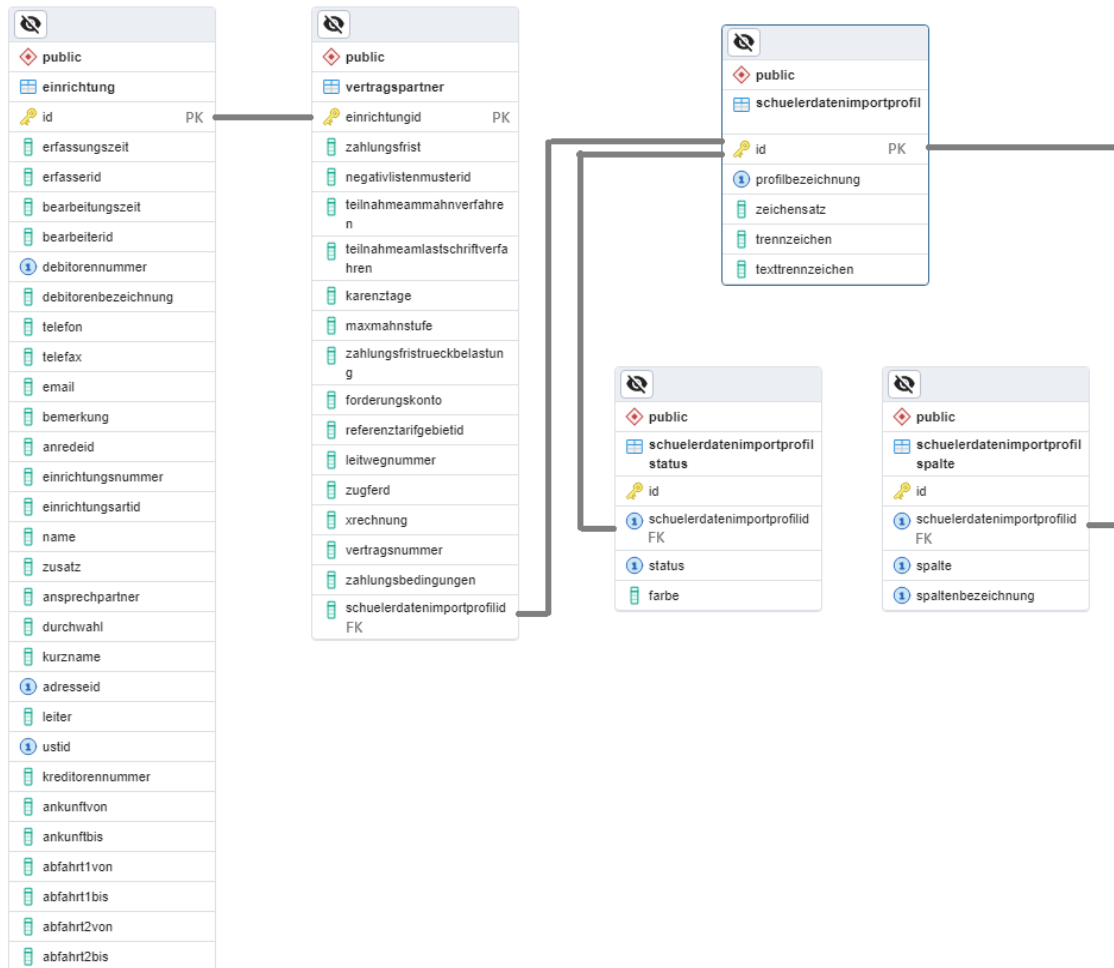 public
einrichtung
id PK
erfassungszeit
erfasserid
bearbeitungszeit
bearbeiterid
debitorennummer
debitorenbezeichnung
telefon
telefax
email
bemerkung
anredeid
einrichtungsnummer
einrichtungsartid
name
zusatz
ansprechpartner
durchwahl
kurzname
adresseid
leiter
ustid
kreditorennummer
ankunftvon
ankunftbis
abfahrt1von
abfahrt1bis
abfahrt2von
abfahrt2bis
public
vertragspartner
einrichtungid PK
zahlungsfrist
negativlistenmusterid
teilnahmeammahnverfahre
n
teilnahmeamlastschriftverfa
hren
karenztage
maxmahnstufe
zahlungsfristrueckbelastun
g
forderungskonto
referenztarifgebietid
leitwegnummer
zugferd
xrechnung
vertragsnummer
zahlungsbedingungen
schuelerdatenimportprofilid
FK
public
schuelerdatenimportprofil
id PK
profilbezeichnung
zeichensatz
trennzeichen
texttrennzeichen
public
schuelerdatenimportprofil
status
id
schuelerdatenimportprofilid
FK
status
farbe
public
schuelerdatenimportprofil
spalte
id
schuelerdatenimportprofilid
FK
spalte
spaltenbezeichnung